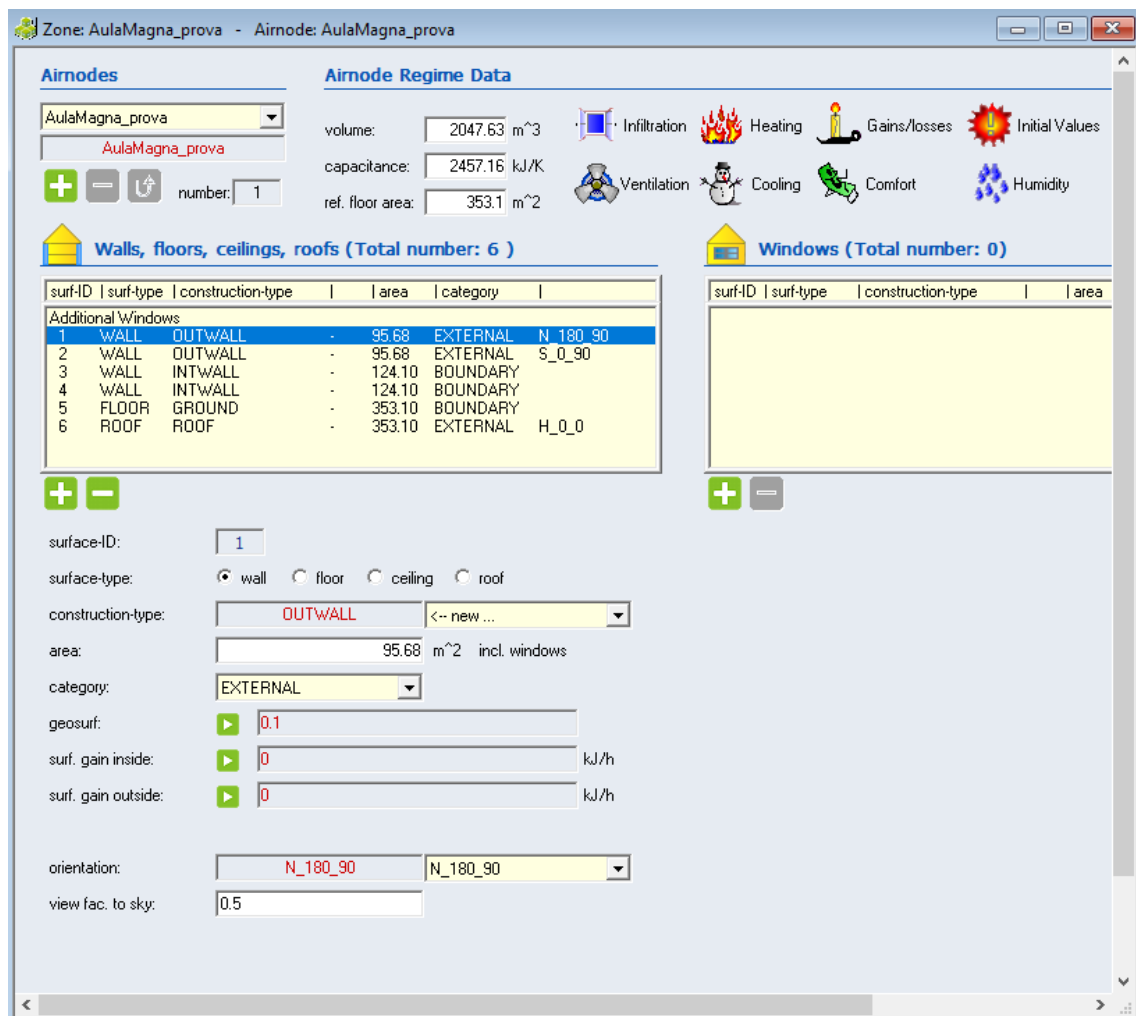 Zone: AulaMagna_prova - Airnode: AulaMagna_prova
Airnodes
Airnode Regime Data
AulaMagna_prova
AulaMagna_prova
number: 1
volume: 2047.63 m^3
capacitance: 2457.16 kJ/K
ref. floor area: 353.1 m^2
Infiltration Heating Gains/losses Initial Values
Ventilation Cooling Comfort Humidity
Walls, floors, ceilings, roofs (Total number: 6 )
surf-ID | surf-type | construction-type | | area | category |
Additional Windows
1 WALL OUTWALL - 95.68 EXTERNAL N_180_90
2 WALL OUTWALL - 95.68 EXTERNAL S_0_90
3 WALL INTWALL - 124.10 BOUNDARY
4 WALL INTWALL - 124.10 BOUNDARY
5 FLOOR GROUND - 353.10 BOUNDARY
6 ROOF ROOF - 353.10 EXTERNAL H_0_0
Windows (Total number: 0)
surf-ID | surf-type | construction-type | | area
surface-ID: 1
surface-type: wall floor ceiling roof
construction-type: OUTWALL <-- new ...
area: 95.68 m^2 incl. windows
category: EXTERNAL
geosurf: 0.1
surf. gain inside: 0 kJ/h
surf. gain outside: 0 kJ/h
orientation: N_180_90 N_180_90
view fac. to sky: 0.5